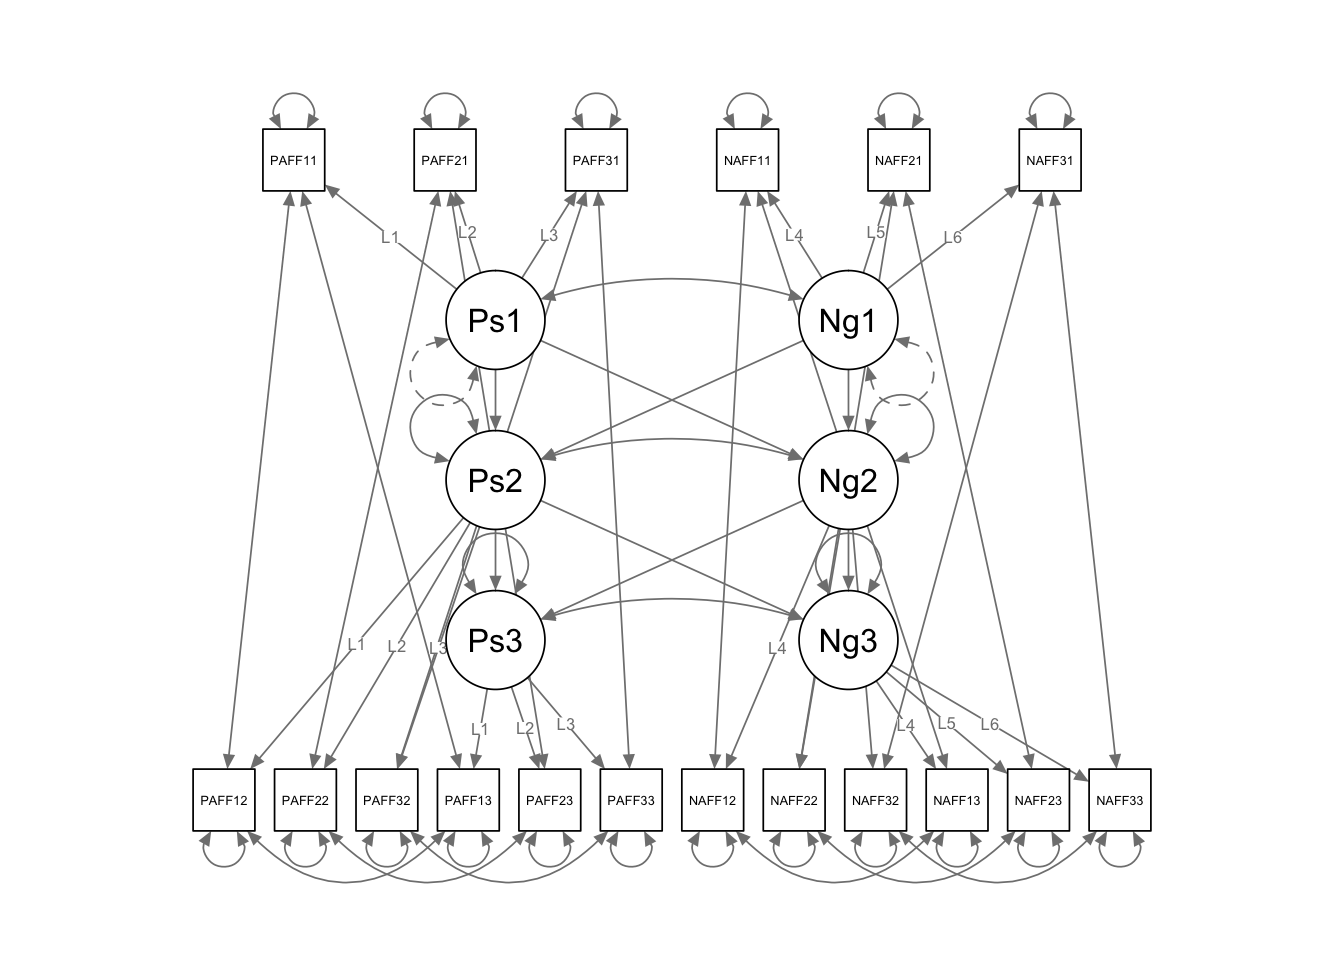 PAFF11 PAFF21 PAFF31 NAFF11 NAFF21 NAFF31
L1 L2 L3 L4 L5 L6
Ps1 Ng1
Ps2 Ng2
Ps3 Ng3
L1 L2 L3 L4
L1 L2 L3 L4 L5 L6
PAFF12 PAFF22 PAFF32 PAFF13 PAFF23 PAFF33 NAFF12 NAFF22 NAFF32 NAFF13 NAFF23 NAFF33